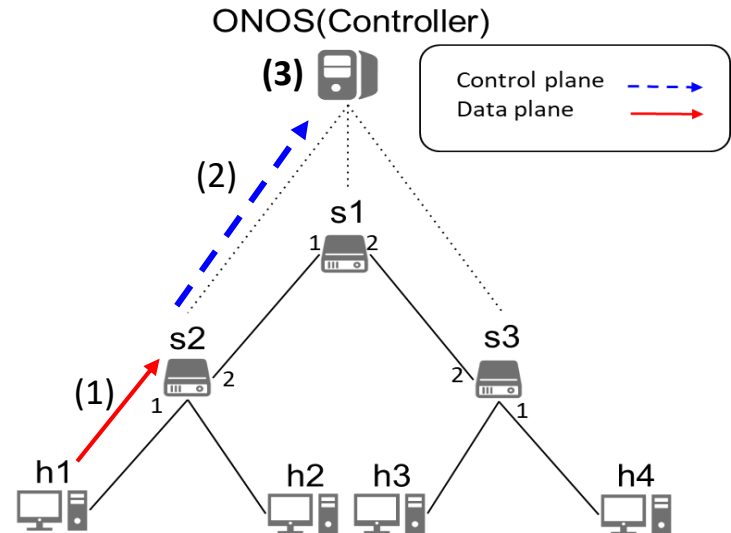 ONOS(Controller)
(3)
Control plane
Data plane
(2)
s1
1 2
s2
s3
(1)
2
2
1
1
h1
h2
h3
h4